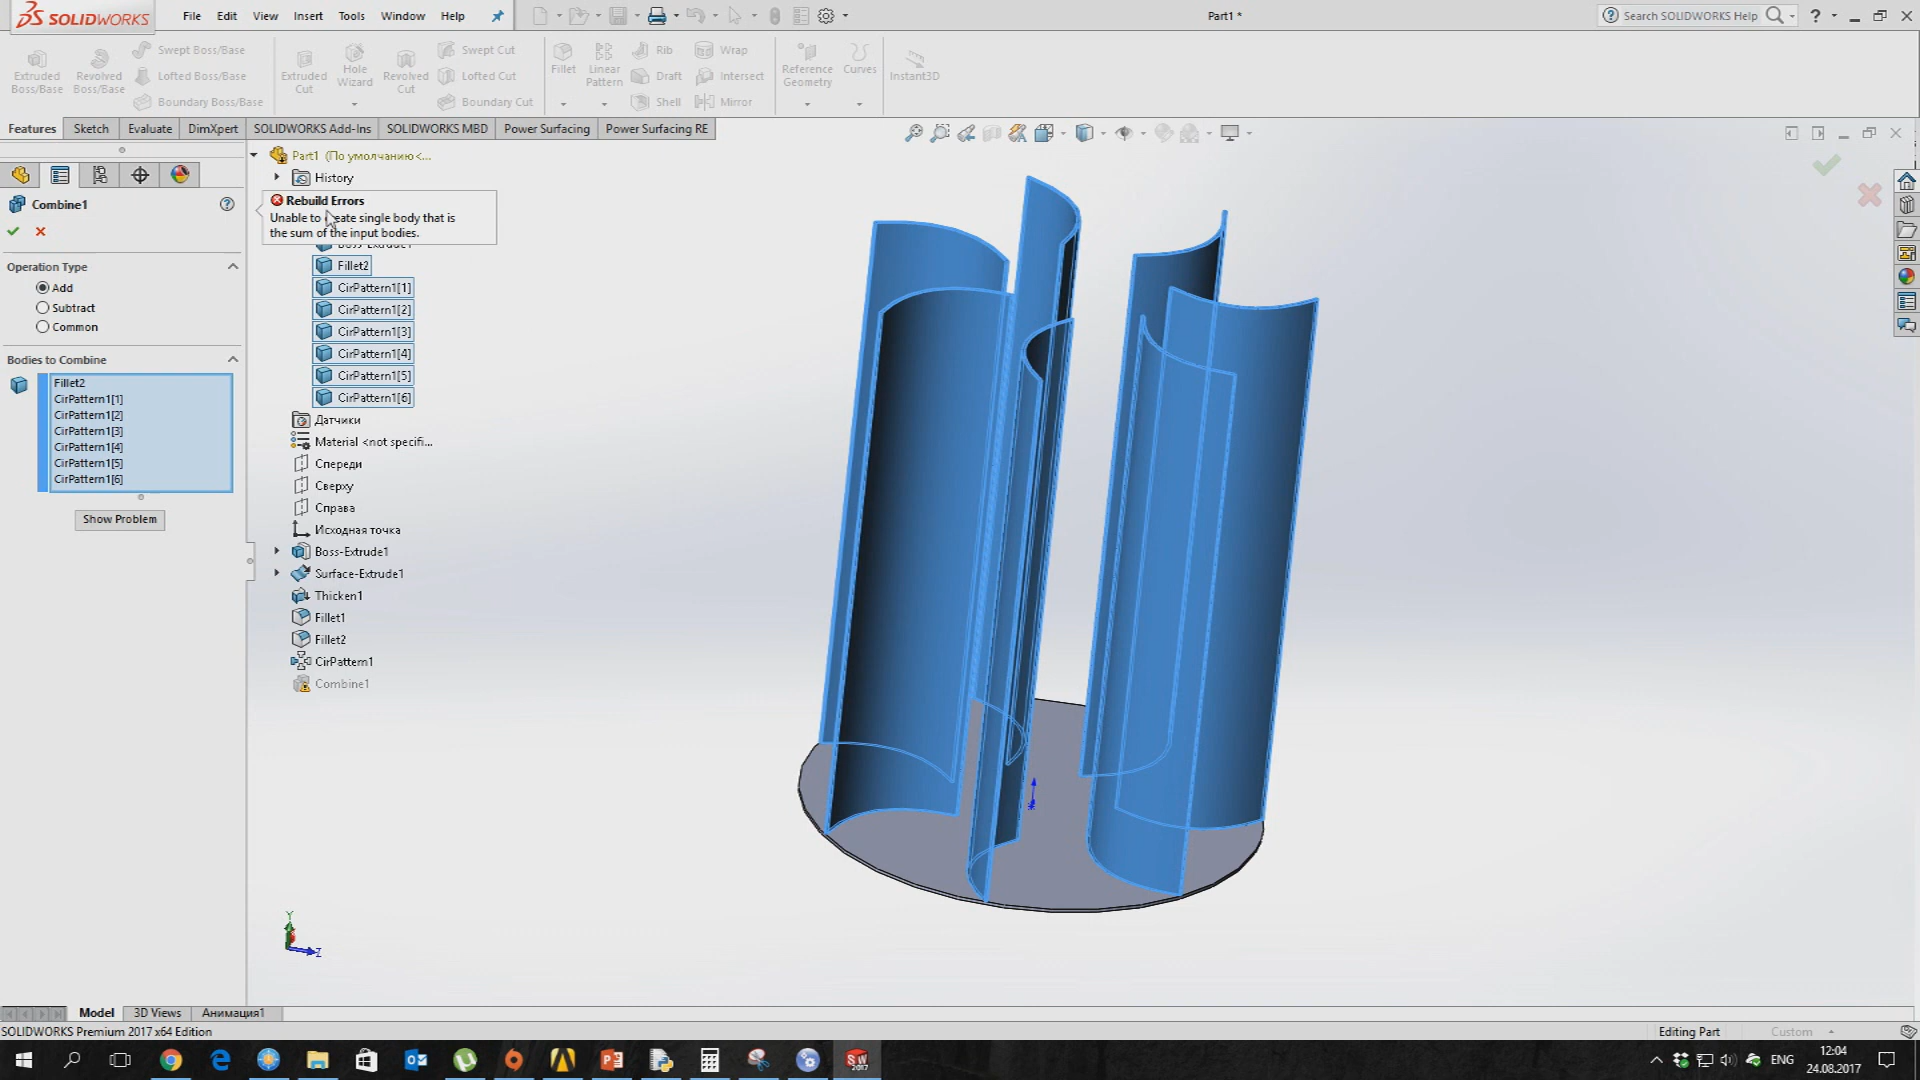 SOLIDWORKS File Edit View Insert Tools Window Help Part1 * Search SOLIDWORKS Help ?
Extruded Boss/Base
Revolved Boss/Base
Swept Boss/Base
Lofted Boss/Base
Boundary Boss/Base
Extruded Cut
Hole Wizard
Revolved Cut
Swept Cut
Lofted Cut
Boundary Cut
Fillet
Linear Pattern
Rib
Draft
Shell
Wrap
Intersect
Mirror
Reference Geometry
Curves
Instant3D
Features Sketch Evaluate DimXpert SOLIDWORKS Add-Ins SOLIDWORKS MBD Power Surfacing Power Surfacing RE
Combine1 ?
Operation Type
Add
Subtract
Common
Bodies to Combine
Fillet2
CirPattern1[1]
CirPattern1[2]
CirPattern1[3]
CirPattern1[4]
CirPattern1[5]
CirPattern1[6]
Show Problem
Part1 (По умолчанию<...
History
Rebuild Errors
Unable to create single body that is
the sum of the input bodies.
Boss-Extrude1
Fillet2
CirPattern1[1]
CirPattern1[2]
CirPattern1[3]
CirPattern1[4]
CirPattern1[5]
CirPattern1[6]
Датчики
Material <not specifi...
Спереди
Сверху
Справа
Исходная точка
Boss-Extrude1
Surface-Extrude1
Thicken1
Fillet1
Fillet2
CirPattern1
Combine1
Y
Z
Model 3D Views Анимация1
SOLIDWORKS Premium 2017 x64 Edition Editing Part Custom
SW 2017
ENG
12:04
24.08.2017